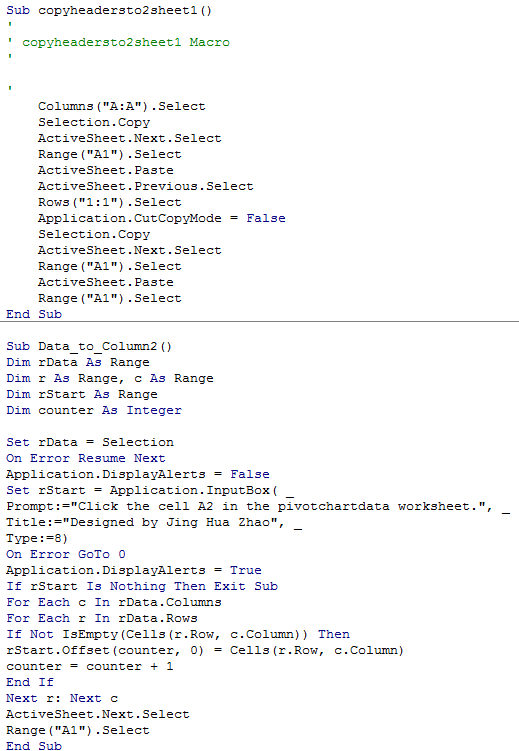 Sub copyheadersto2sheet1()
'
' copyheadersto2sheet1 Macro
'

'
    Columns("A:A").Select
    Selection.Copy
    ActiveSheet.Next.Select
    Range("A1").Select
    ActiveSheet.Paste
    ActiveSheet.Previous.Select
    Rows("1:1").Select
    Application.CutCopyMode = False
    Selection.Copy
    ActiveSheet.Next.Select
    Range("A1").Select
    ActiveSheet.Paste
    Range("A1").Select
End Sub

Sub Data_to_Column2()
Dim rData As Range
Dim r As Range, c As Range
Dim rStart As Range
Dim counter As Integer

Set rData = Selection
On Error Resume Next
Application.DisplayAlerts = False
Set rStart = Application.InputBox( _
Prompt:="Click the cell A2 in the pivotchartdata worksheet.", _
Title:="Designed by Jing Hua Zhao", _
Type:=8)
On Error GoTo 0
Application.DisplayAlerts = True
If rStart Is Nothing Then Exit Sub
For Each c In rData.Columns
For Each r In rData.Rows
If Not IsEmpty(Cells(r.Row, c.Column)) Then
rStart.Offset(counter, 0) = Cells(r.Row, c.Column)
counter = counter + 1
End If
Next r: Next c
ActiveSheet.Next.Select
Range("A1").Select
End Sub